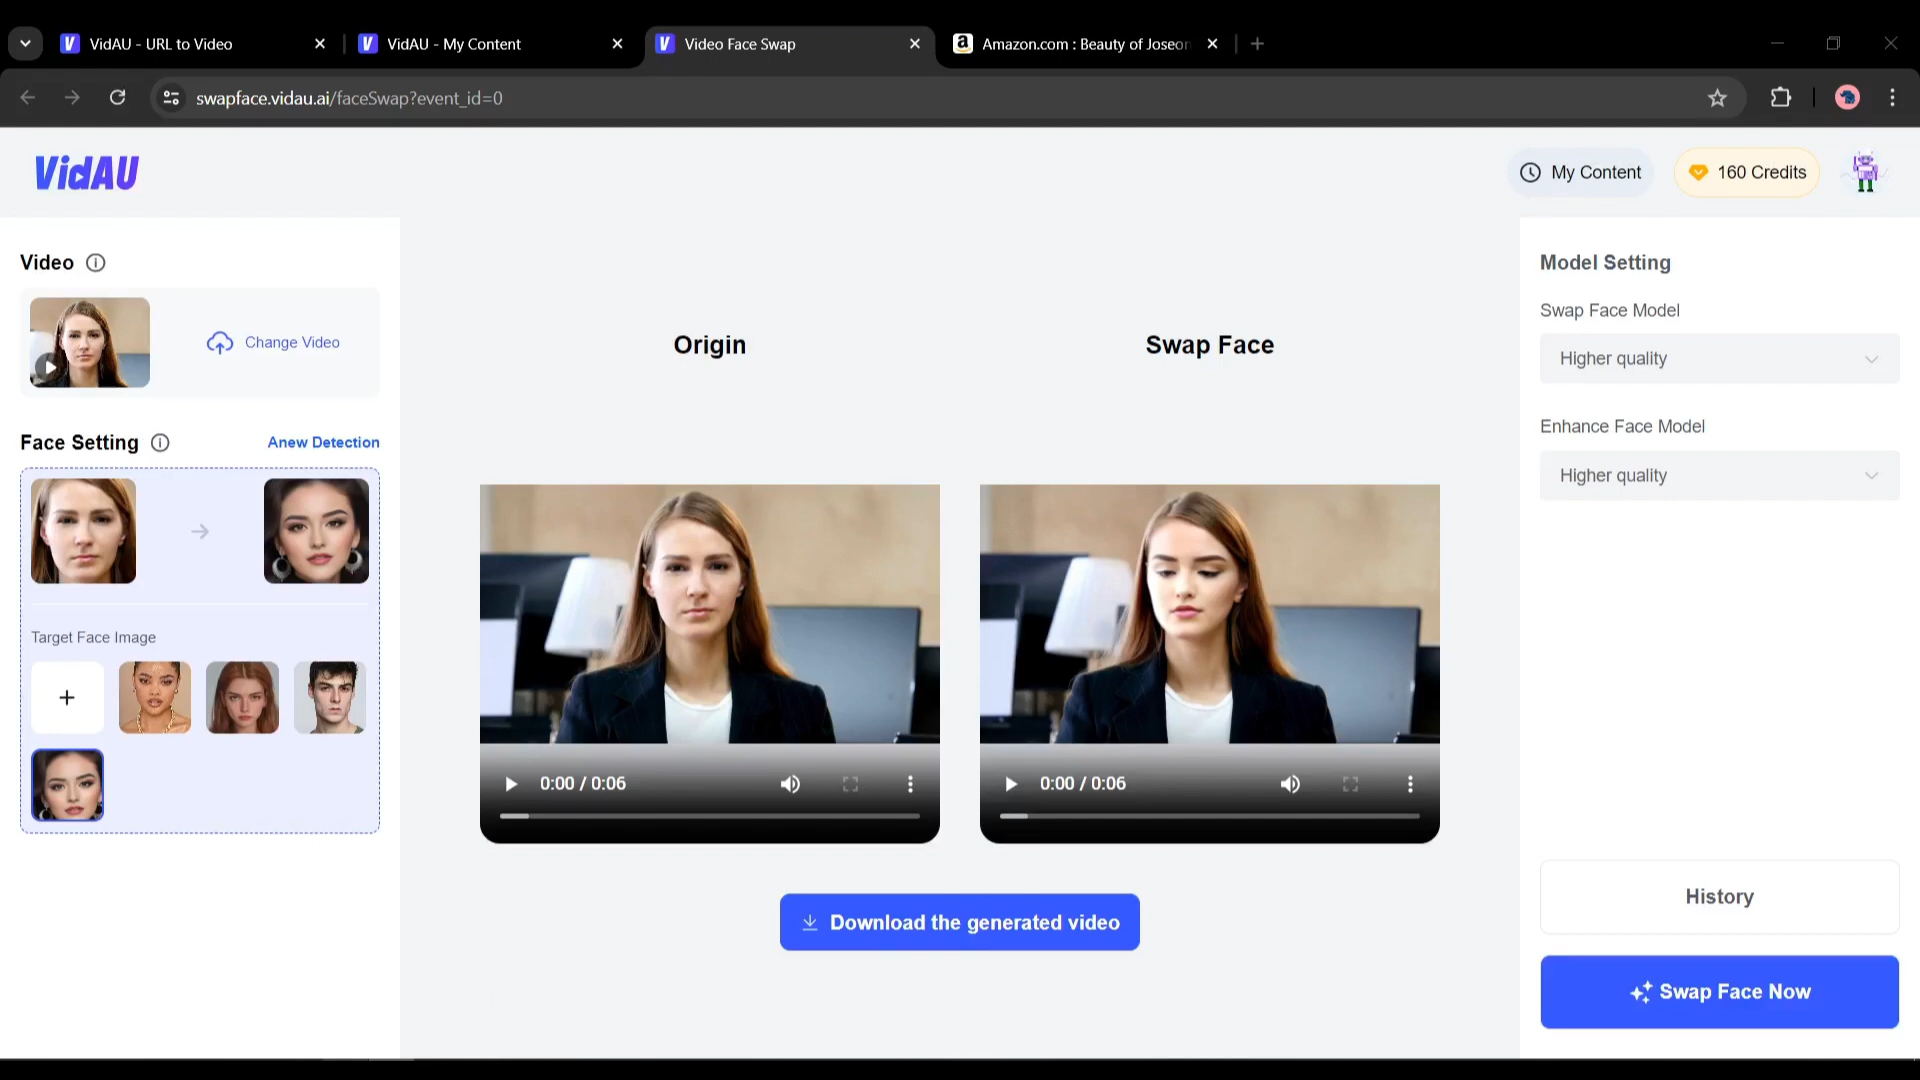 VidAU - URL to Video
VidAU - My Content
Video Face Swap
Amazon.com : Beauty of Joseon
swapface.vidau.ai/faceSwap?event_id=0
VidAU
My Content
160 Credits
Video
Change Video
Face Setting
Anew Detection
Target Face Image
Origin
Swap Face
0:00 / 0:06
0:00 / 0:06
Download the generated video
Model Setting
Swap Face Model
Higher quality
Enhance Face Model
Higher quality
History
Swap Face Now